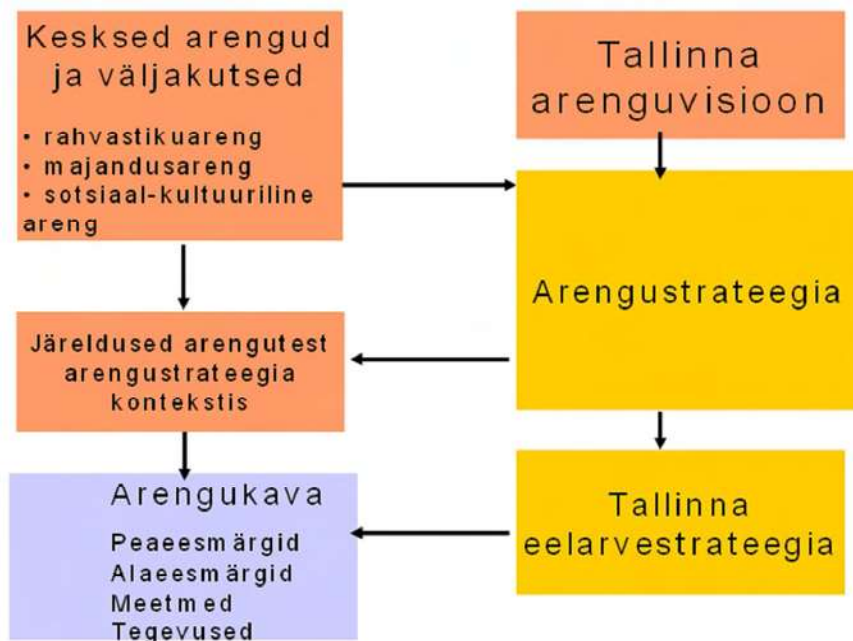 Kesksed arengud
ja väljakutsed
• rahvastikuareng
• majandusareng
• sotsiaal-kultuuriline
areng
Tallinna
arenguvisioon
Arengustrateegia
Järeldused arengutest
arengustrateegia
kontekstis
Arengukava
Peaeesmärgid
Alaeesmärgid
Meetmed
Tegevused
Tallinna
eelarvestrateegia